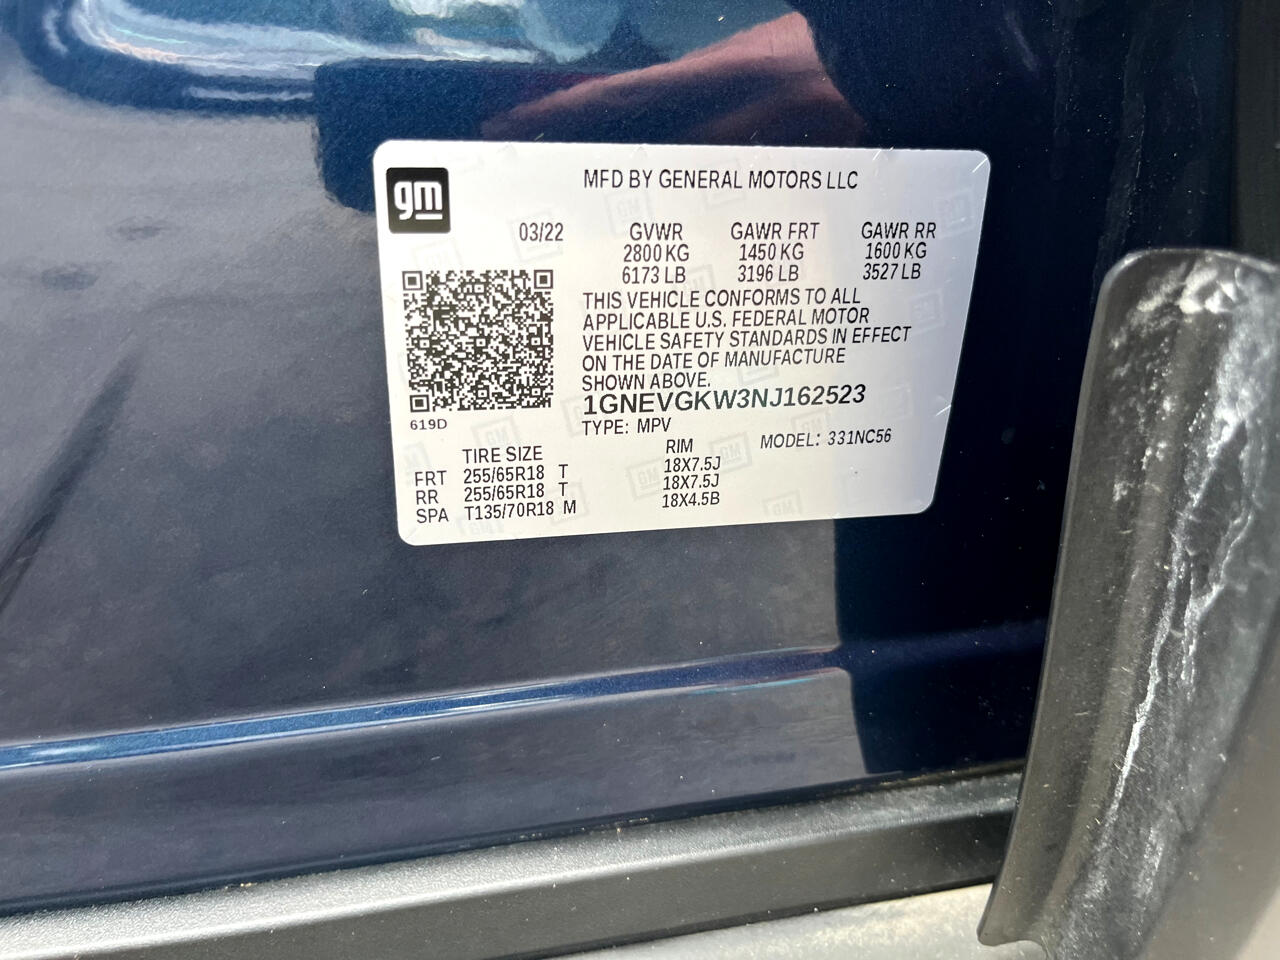 gm
MFD BY GENERAL MOTORS LLC
03/22 GVWR GAWR FRT GAWR RR
2800 KG 1450 KG 1600 KG
6173 LB 3196 LB 3527 LB
THIS VEHICLE CONFORMS TO ALL
APPLICABLE U.S. FEDERAL MOTOR
VEHICLE SAFETY STANDARDS IN EFFECT
ON THE DATE OF MANUFACTURE
SHOWN ABOVE.
1GNEVGKW3NJ162523
619D TYPE: MPV MODEL: 331NC56
TIRE SIZE RIM
FRT 255/65R18 T 18X7.5J
RR 255/65R18 T 18X7.5J
SPA T135/70R18 M 18X4.5B